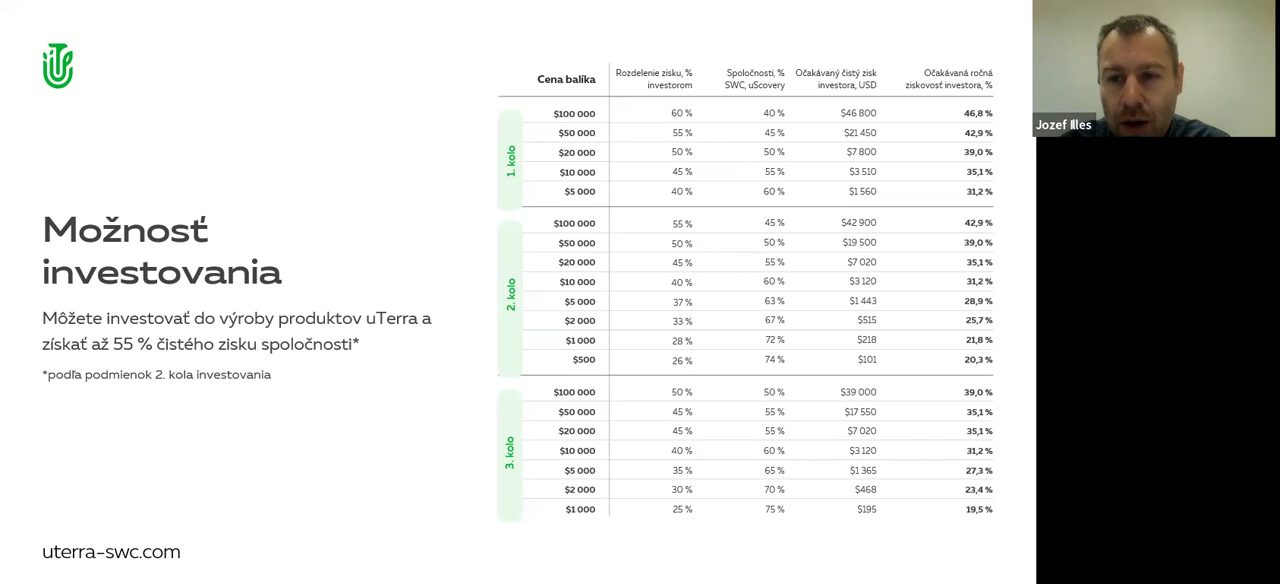 Možnosť
investovania
Môžete investovať do výroby produktov uTerra a
získať až 55 % čistého zisku spoločnosti*
*podľa podmienok 2. kola investovania
uterra-swc.com
Cena balíka Rozdelenie zisku, % investorom Spoločnosti, % SWC, uScovery Očakávaný čistý zisk investora, USD Očakávaná ročná ziskovosť investora, %
1. kolo
$100 000 60 % 40 % $46 800 46,8 %
$50 000 55 % 45 % $21 450 42,9 %
$20 000 50 % 50 % $7 800 39,0 %
$10 000 45 % 55 % $3 510 35,1 %
$5 000 40 % 60 % $1 560 31,2 %
2. kolo
$100 000 55 % 45 % $42 900 42,9 %
$50 000 50 % 50 % $19 500 39,0 %
$20 000 45 % 55 % $7 020 35,1 %
$10 000 40 % 60 % $3 120 31,2 %
$5 000 37 % 63 % $1 443 28,9 %
$2 000 33 % 67 % $515 25,7 %
$1 000 28 % 72 % $218 21,8 %
$500 26 % 74 % $101 20,3 %
3. kolo
$100 000 50 % 50 % $39 000 39,0 %
$50 000 45 % 55 % $17 550 35,1 %
$20 000 45 % 55 % $7 020 35,1 %
$10 000 40 % 60 % $3 120 31,2 %
$5 000 35 % 65 % $1 365 27,3 %
$2 000 30 % 70 % $468 23,4 %
$1 000 25 % 75 % $195 19,5 %
Jozef Illes